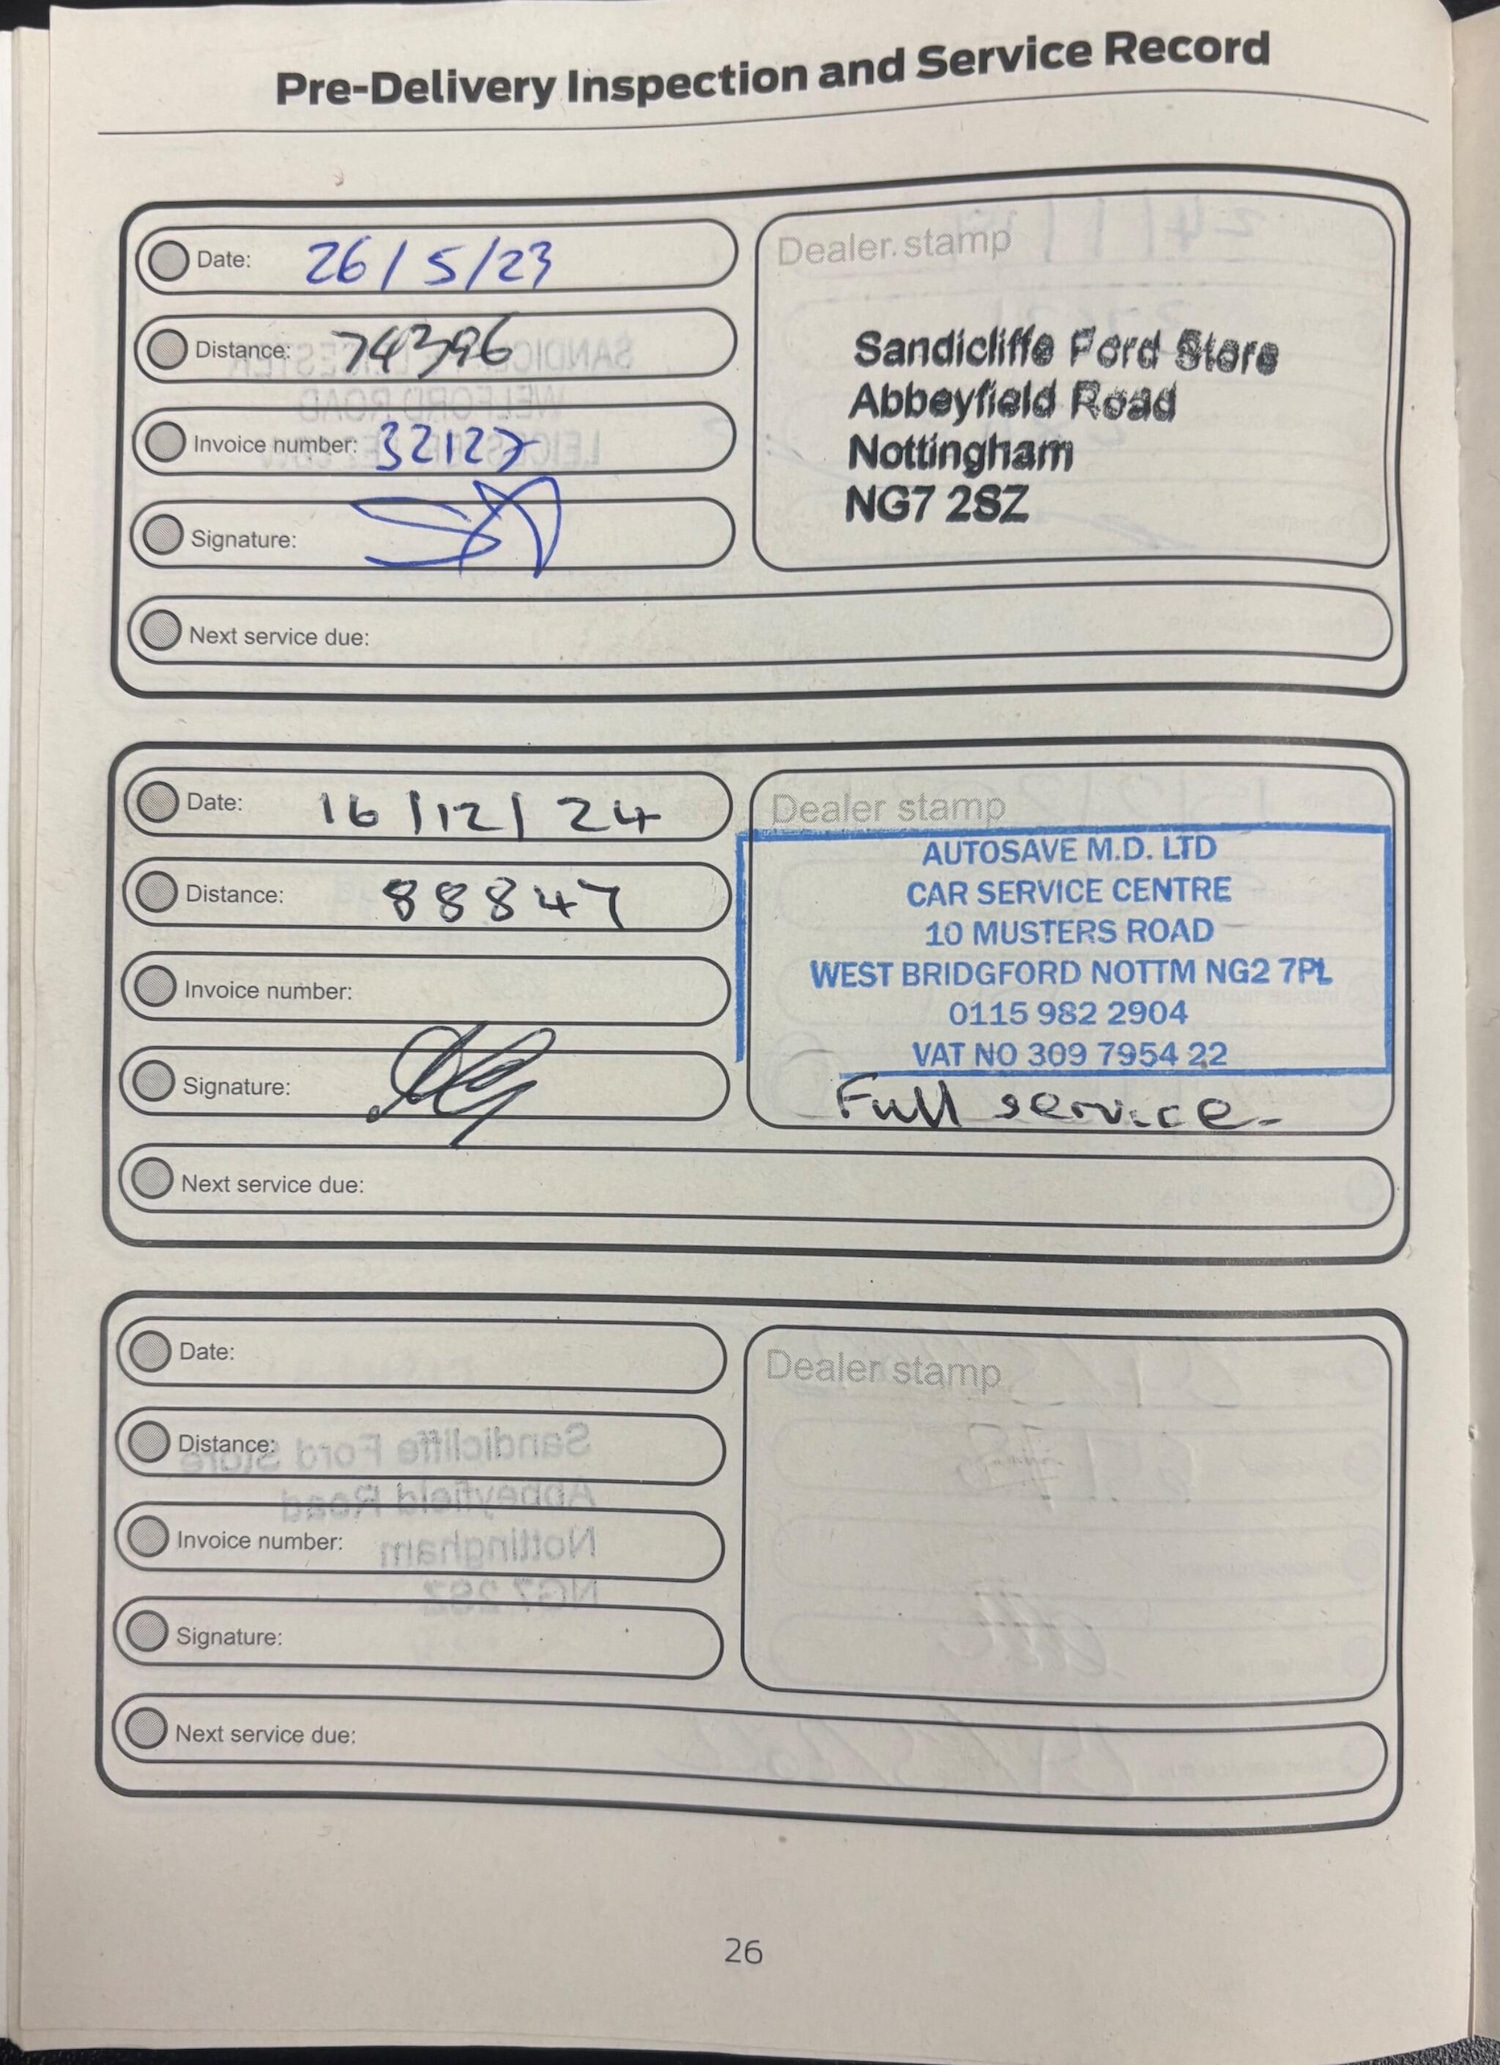 Pre-Delivery Inspection and Service Record
Date: 26/5/23
Distance: 74396
Invoice number: 32127
Signature:
Next service due:
Dealer stamp
Sandicliffe Ford Store
Abbeyfield Road
Nottingham
NG7 2SZ
Date: 16/12/24
Distance: 88847
Invoice number:
Signature:
Next service due:
Dealer stamp
AUTOSAVE M.D. LTD
CAR SERVICE CENTRE
10 MUSTERS ROAD
WEST BRIDGFORD NOTTM NG2 7PL
0115 982 2904
VAT NO 309 7954 22
Full service-
Date:
Distance:
Invoice number:
Signature:
Next service due:
Dealer stamp
26